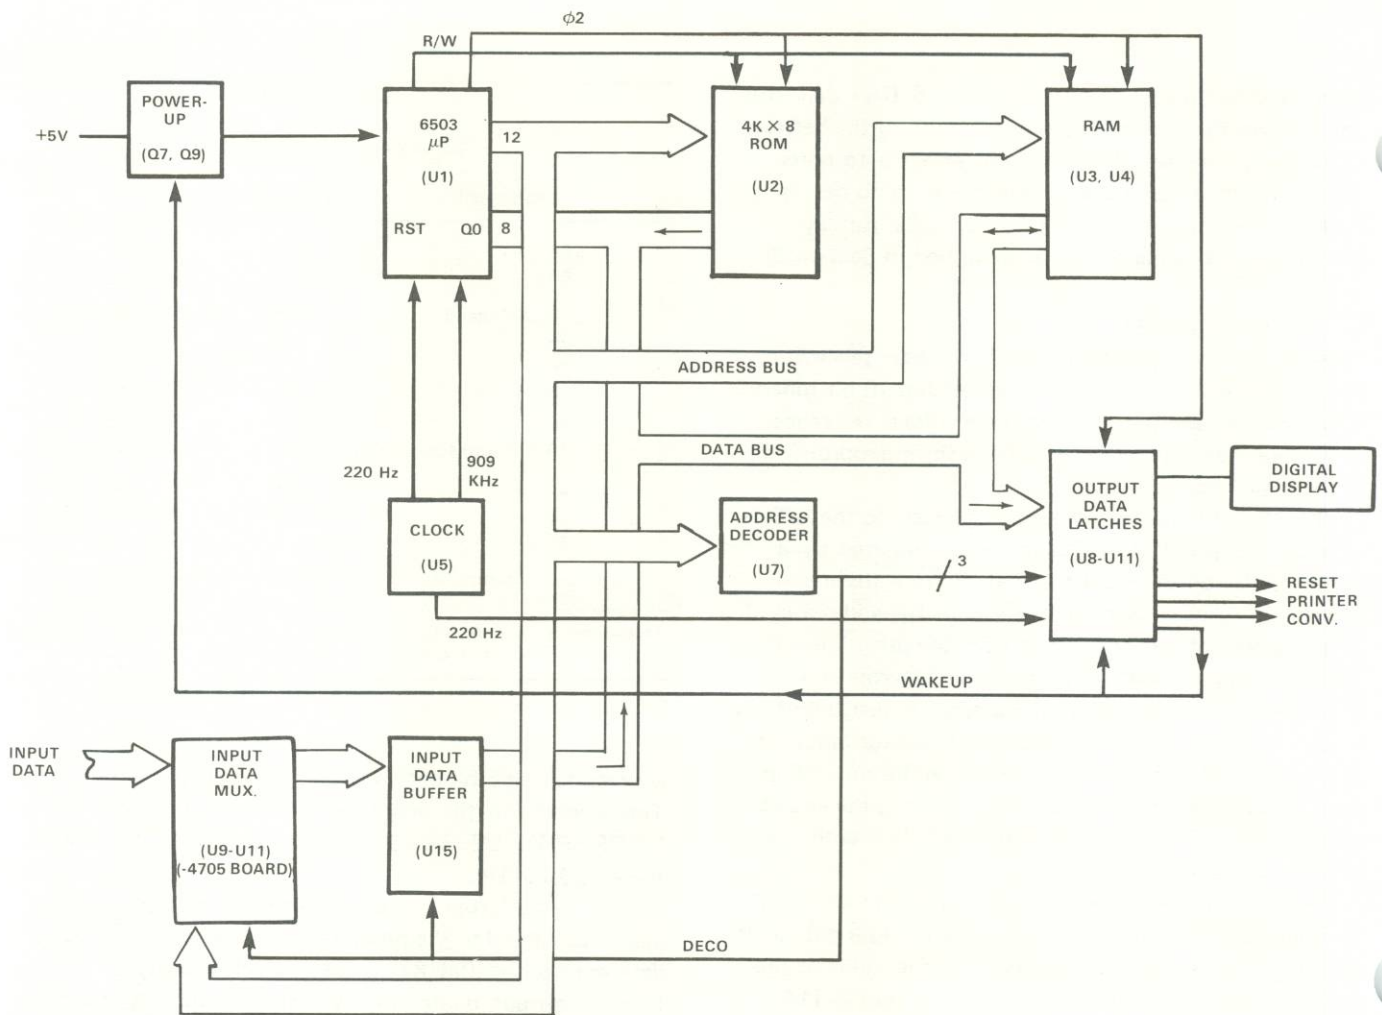 ϕ2
R/W
POWER-
UP
(Q7, Q9)
+5V
6503
μP
(U1)
RST
Q0
12
8
4K × 8
ROM
(U2)
RAM
(U3, U4)
ADDRESS BUS
DATA BUS
220 Hz
909
KHz
CLOCK
(U5)
220 Hz
ADDRESS
DECODER
(U7)
3
OUTPUT
DATA
LATCHES
(U8-U11)
DIGITAL
DISPLAY
RESET
PRINTER
CONV.
WAKEUP
INPUT
DATA
INPUT
DATA
MUX.
(U9-U11)
(-4705 BOARD)
INPUT
DATA
BUFFER
(U15)
DECO